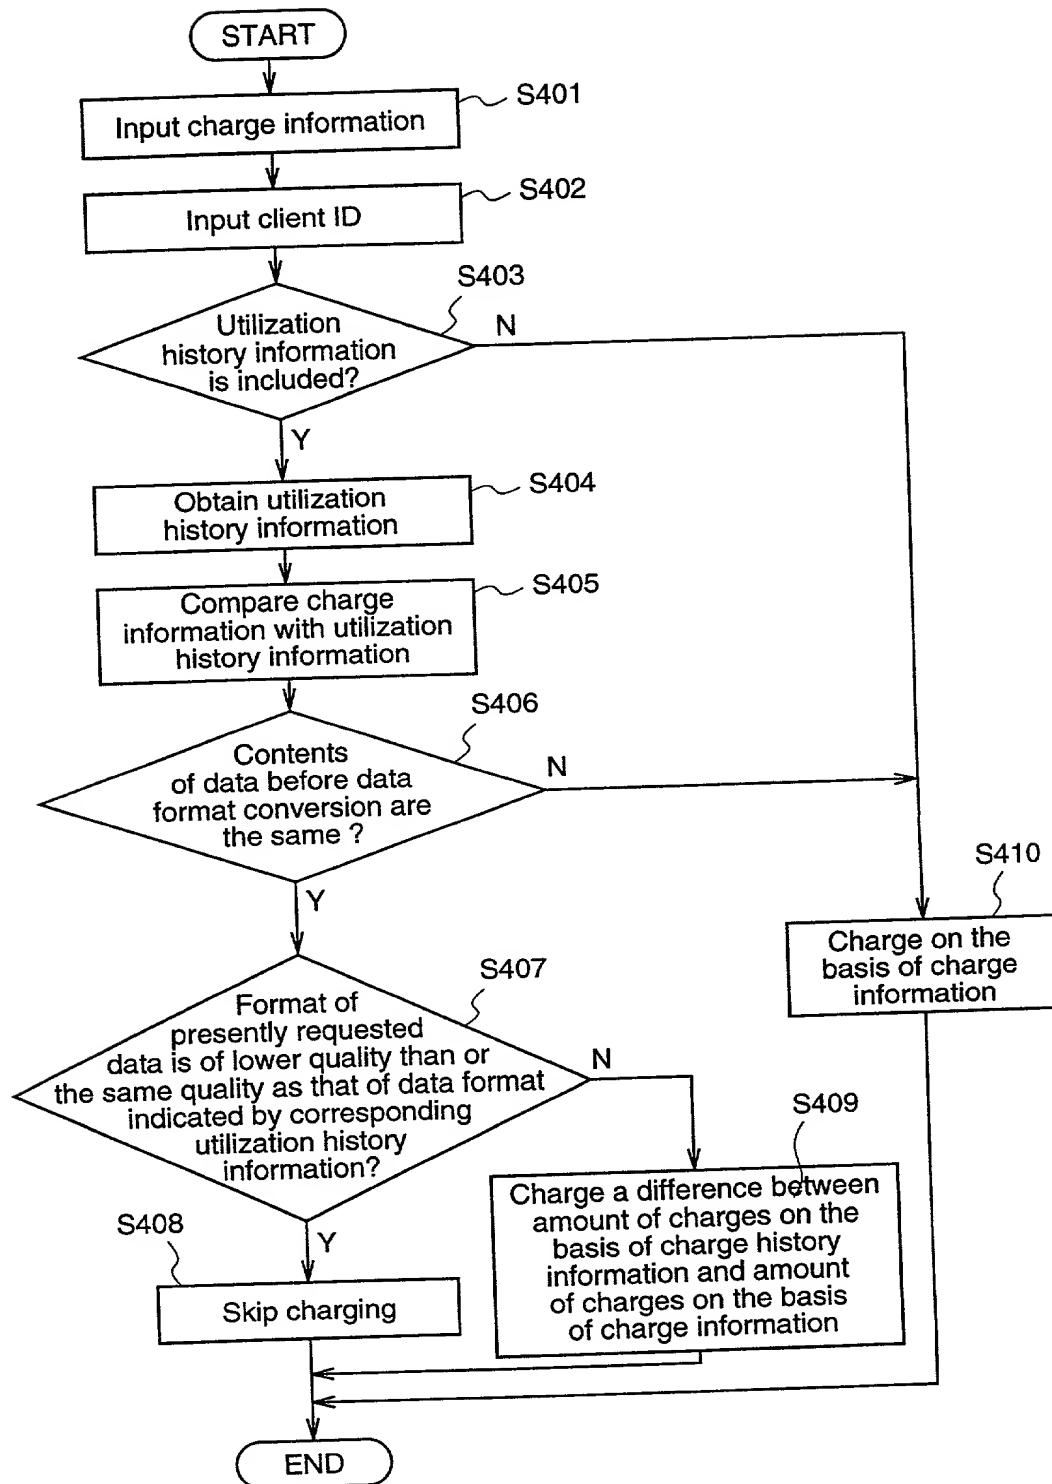 START
S401
Input charge information
S402
Input client ID
S403
Utilization
history information
is included?
N
Y
S404
Obtain utilization
history information
S405
Compare charge
information with utilization
history information
S406
Contents
of data before data
format conversion are
the same ?
N
Y
S410
Charge on the
basis of charge
information
S407
Format of
presently requested
data is of lower quality than or
the same quality as that of data format
indicated by corresponding
utilization history
information?
N
Y
S409
Charge a difference between
amount of charges on the
basis of charge history
information and amount
of charges on the basis
of charge information
S408
Skip charging
END